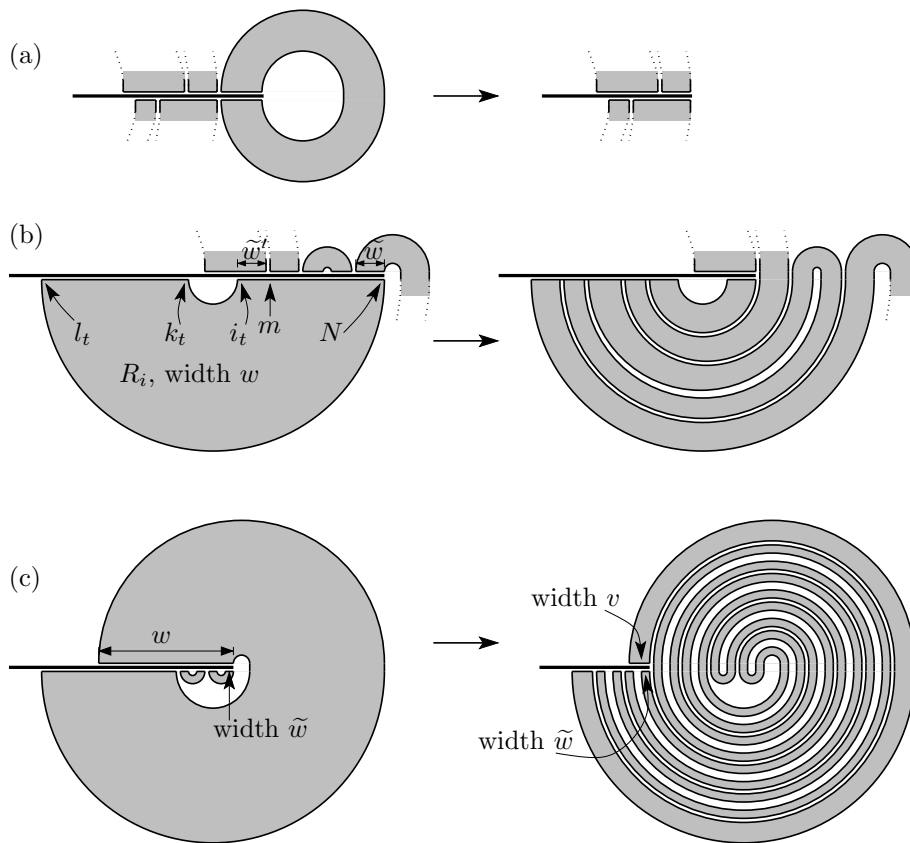 (a)
(b)
w̃′ w̃
l_t k_t i_t m N
R_i, width w
(c)
w
width w̃
width v
width w̃